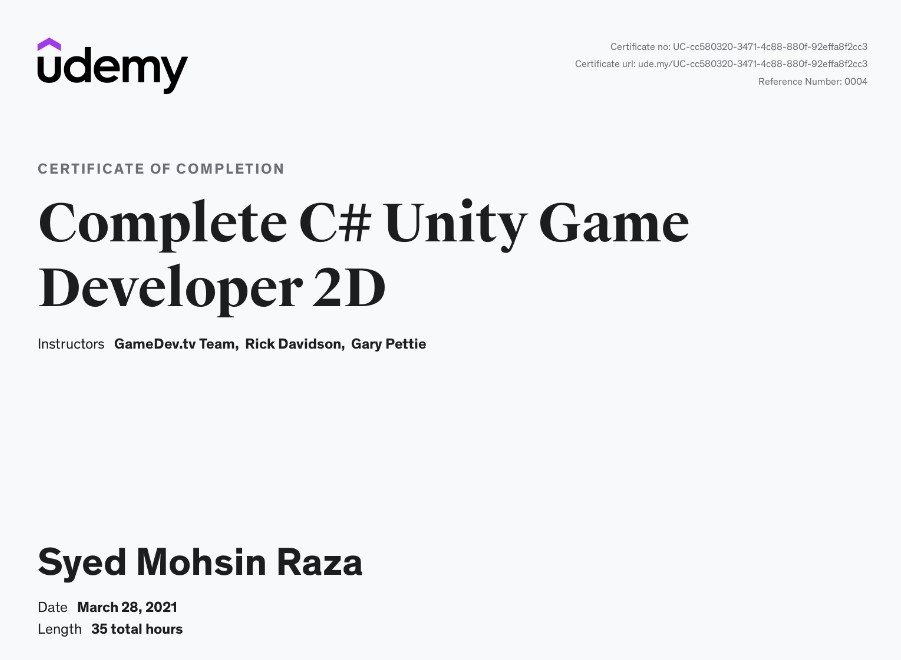 udemy
Certificate no: UC-cc580320-3471-4c88-880f-92effa8f2cc3
Certificate url: ude.my/UC-cc580320-3471-4c88-880f-92effa8f2cc3
Reference Number: 0004
CERTIFICATE OF COMPLETION
Complete C# Unity Game
Developer 2D
Instructors GameDev.tv Team, Rick Davidson, Gary Pettie
Syed Mohsin Raza
Date March 28, 2021
Length 35 total hours